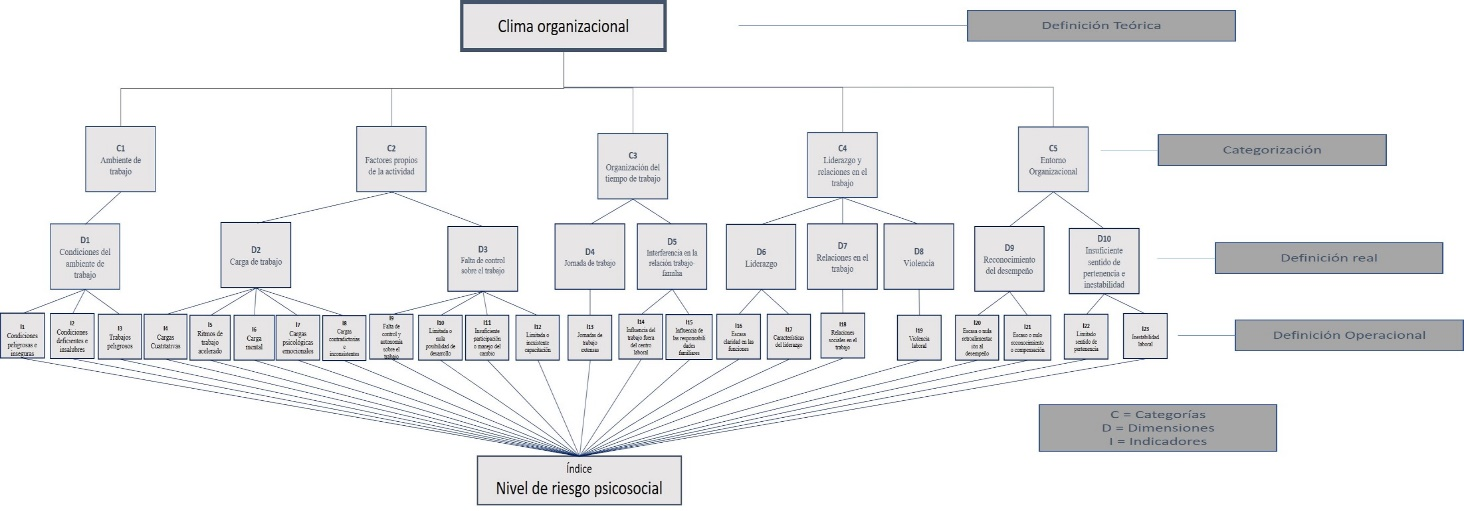 Clima organizacional
Definición Teórica
C1
Ambiente de
trabajo
C2
Factores propios
de la actividad
C3
Organización del
tiempo de trabajo
C4
Liderazgo y
relaciones en el
trabajo
C5
Entorno
Organizacional
Categorización
D1
Condiciones del
ambiente de
trabajo
D2
Carga de trabajo
D3
Falta de control
sobre el trabajo
D4
Jornada de trabajo
D5
Interferencia en la
relación trabajo
familia
D6
Liderazgo
D7
Relaciones en el
trabajo
D8
Violencia
D9
Reconocimiento
del desempeño
D10
Insuficiente
sentido de
pertenencia e
inestabilidad
Definición real
I1
Condiciones
peligrosas e
inseguras
I2
Condiciones
deficientes e
insalubres
I3
Trabajos
peligrosos
I4
Cargas
Cuantitativas
I5
Ritmos de
trabajo
acelerado
I6
Carga
mental
I7
Cargas
psicológicas
emocionales
I8
Cargas
contradictorias
e
inconsistentes
I9
Falta de
control y
autonomía
sobre el
trabajo
I10
Limitada o
nula
posibilidad de
desarrollo
I11
Insuficiente
participación
o manejo del
cambio
I12
Limitada o
inexistente
capacitación
I13
Jornadas de
trabajo
extensas
I14
Influencia del
trabajo fuera
del centro
laboral
I15
Influencia de
las responsabili
dades
familiares
I16
Escasa
claridad en las
funciones
I17
Características
del liderazgo
I18
Relaciones
sociales en el
trabajo
I19
Violencia
laboral
I20
Escasa o nula
retroalimentac
ión al
desempeño
I21
Escaso o nulo
reconocimiento
o compensación
I22
Limitado
sentido de
pertenencia
I23
Inestabilidad
laboral
Definición Operacional
C = Categorías
D = Dimensiones
I = Indicadores
Índice
Nivel de riesgo psicosocial